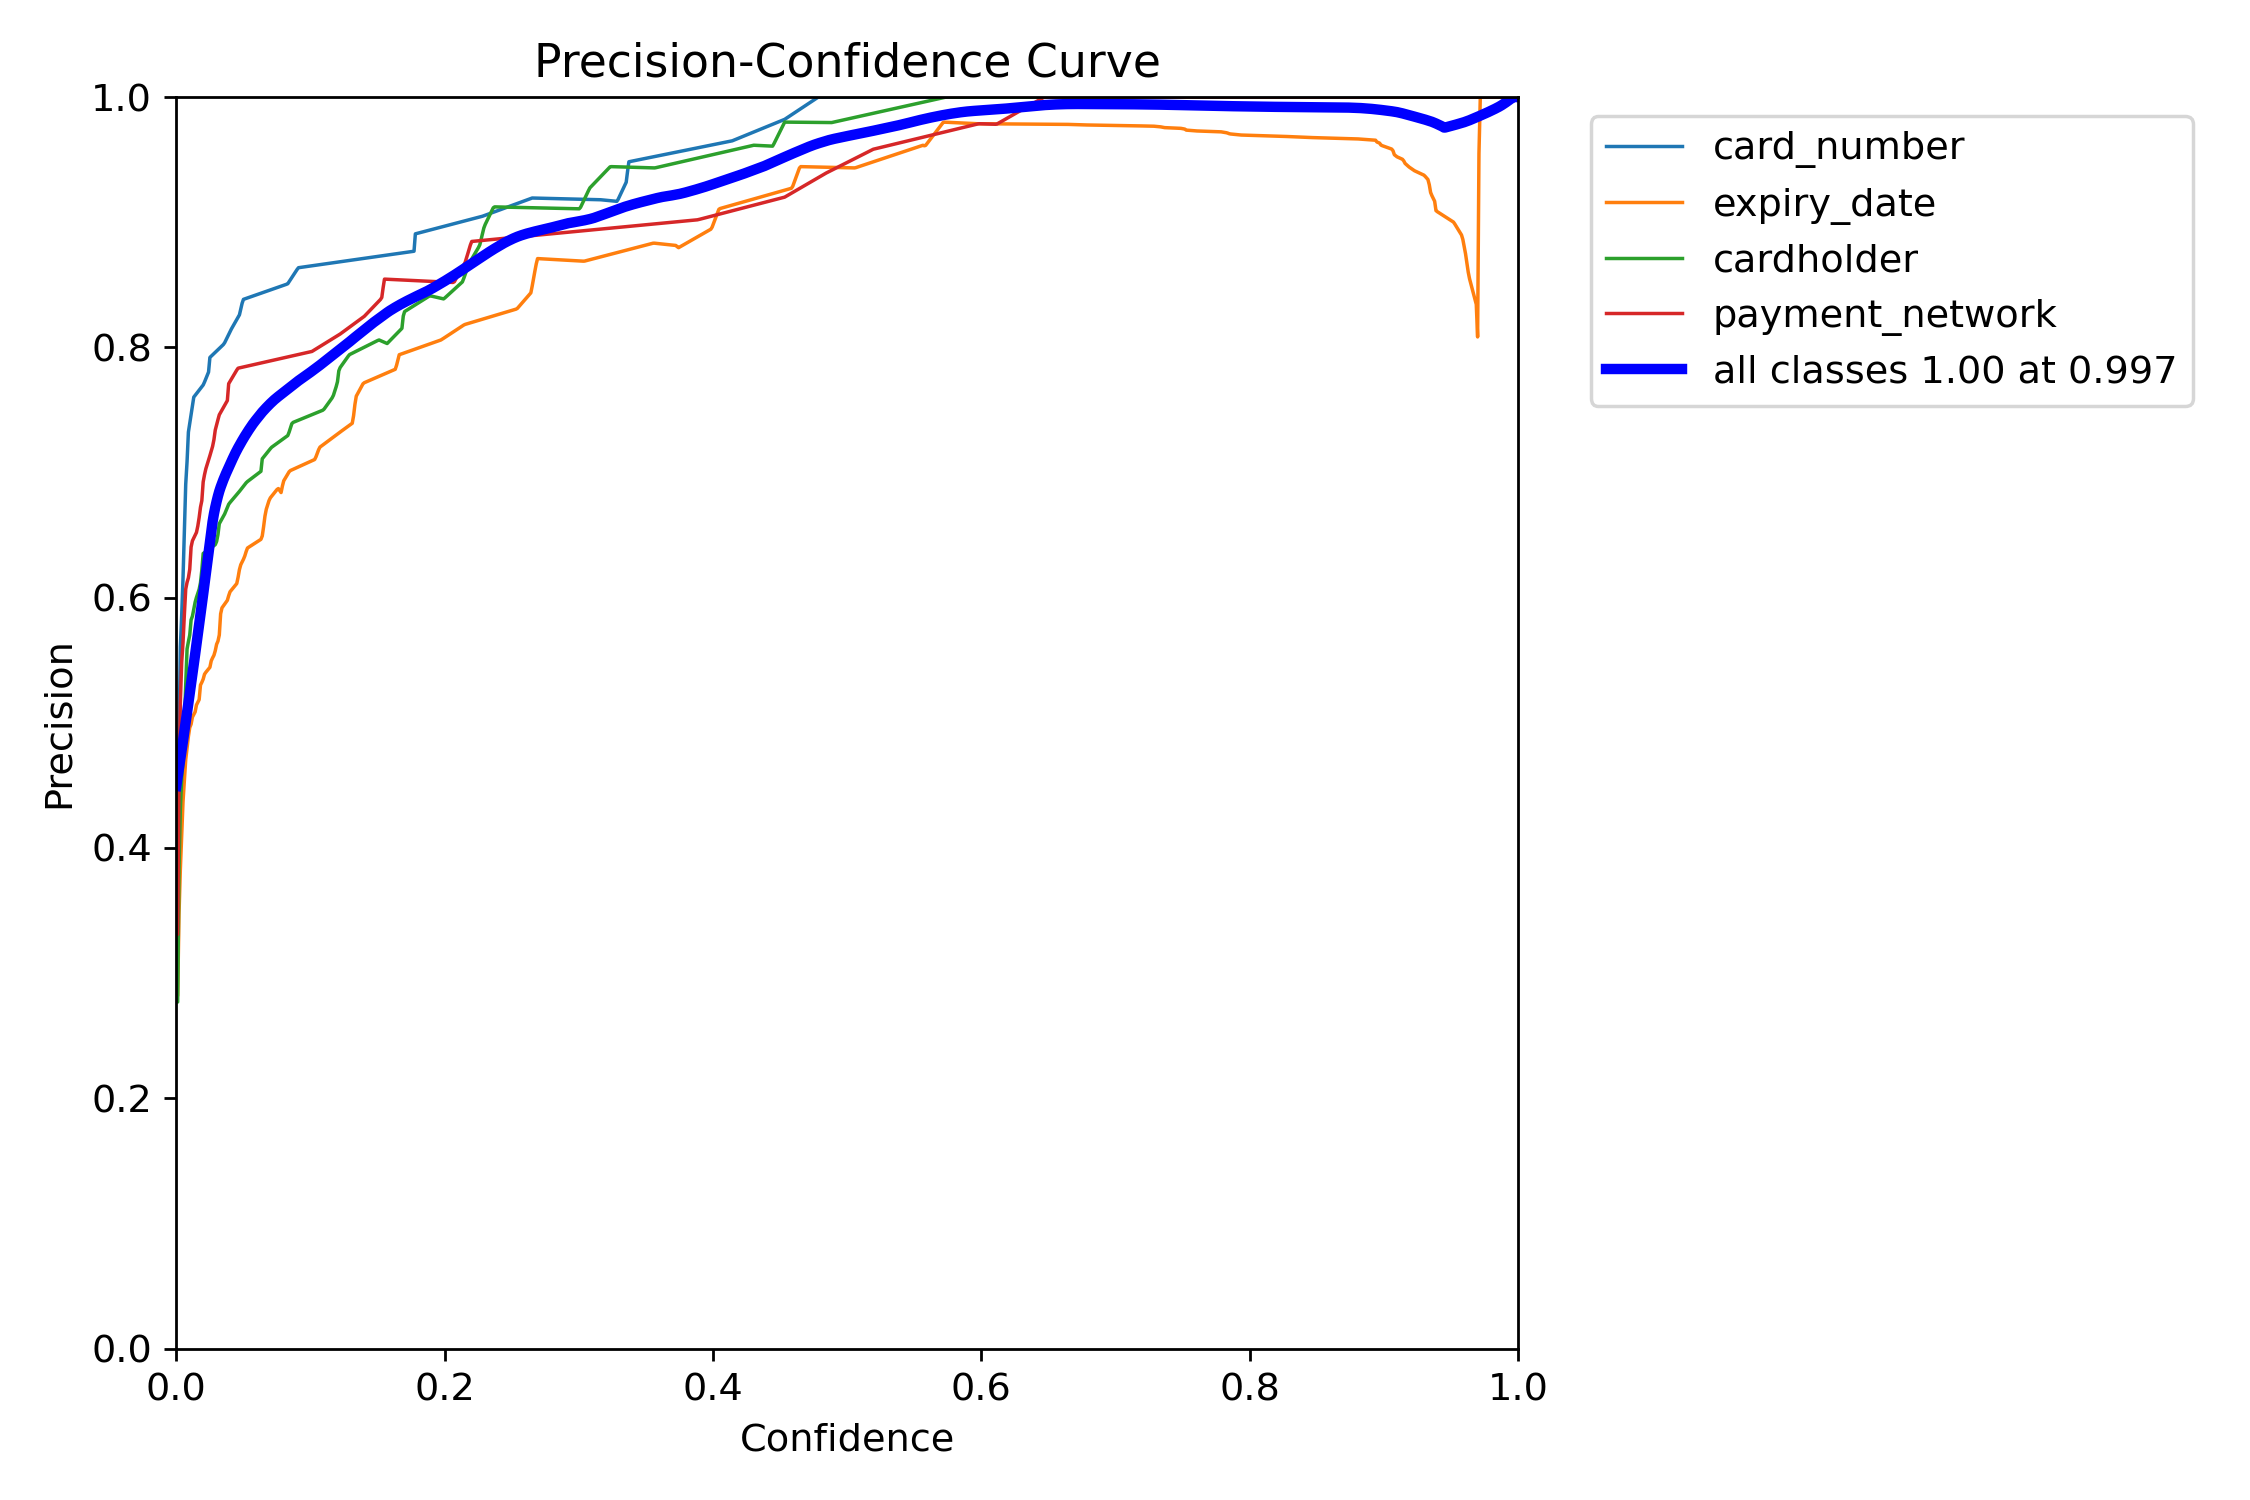 Precision-Confidence Curve
1.0
0.8
0.6
0.4
0.2
0.0
Precision
0.0 0.2 0.4 0.6 0.8 1.0
Confidence
card_number
expiry_date
cardholder
payment_network
all classes 1.00 at 0.997